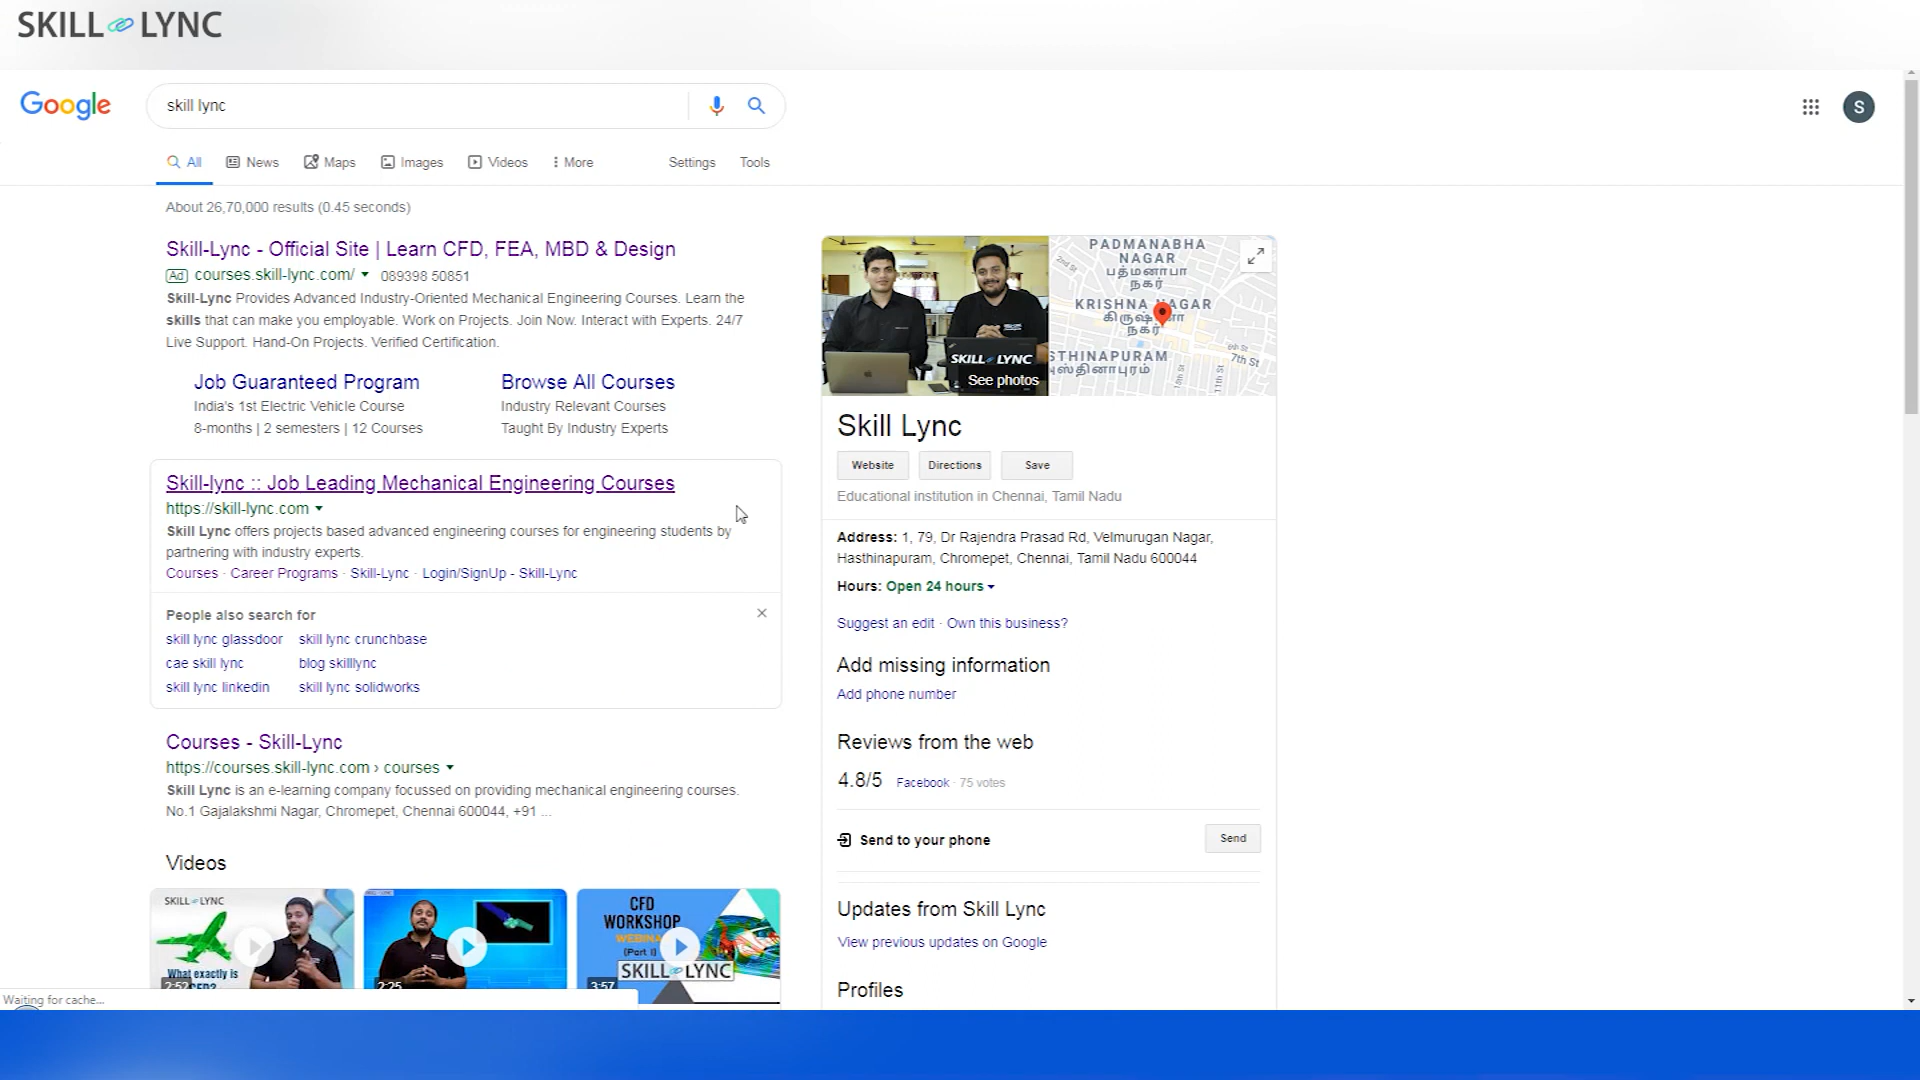 SKILL LYNC
Google
skill lync
S
All News Maps Images Videos More Settings Tools
About 26,70,000 results (0.45 seconds)
Skill-Lync - Official Site | Learn CFD, FEA, MBD & Design
Ad courses.skill-lync.com/ 089398 50851
Skill-Lync Provides Advanced Industry-Oriented Mechanical Engineering Courses. Learn the
skills that can make you employable. Work on Projects. Join Now. Interact with Experts. 24/7
Live Support. Hand-On Projects. Verified Certification.
Job Guaranteed Program
India's 1st Electric Vehicle Course
8-months | 2 semesters | 12 Courses
Browse All Courses
Industry Relevant Courses
Taught By Industry Experts
Skill-lync :: Job Leading Mechanical Engineering Courses
https://skill-lync.com
Skill Lync offers projects based advanced engineering courses for engineering students by
partnering with industry experts.
Courses · Career Programs · Skill-Lync · Login/SignUp - Skill-Lync
People also search for
skill lync glassdoor skill lync crunchbase
cae skill lync blog skilllync
skill lync linkedin skill lync solidworks
Courses - Skill-Lync
https://courses.skill-lync.com › courses
Skill Lync is an e-learning company focussed on providing mechanical engineering courses.
No.1 Gajalakshmi Nagar, Chromepet, Chennai 600044, +91 ...
Videos
SKILL LYNC
What exactly is
2:52
2:25
CFD
WORKSHOP
WEBINAR
(Part I)
SKILL LYNC
3:57
Waiting for cache...
SKILL LYNC
See photos
PADMANABHA
NAGAR
பத்மனாபா
நகர்
2nd St
KRISHNA NAGAR
நகர்
STHINAPURAM
7th St
Skill Lync
Website Directions Save
Educational institution in Chennai, Tamil Nadu
Address: 1, 79, Dr Rajendra Prasad Rd, Velmurugan Nagar,
Hasthinapuram, Chromepet, Chennai, Tamil Nadu 600044
Hours: Open 24 hours
Suggest an edit · Own this business?
Add missing information
Add phone number
Reviews from the web
4.8/5 Facebook · 75 votes
Send to your phone Send
Updates from Skill Lync
View previous updates on Google
Profiles